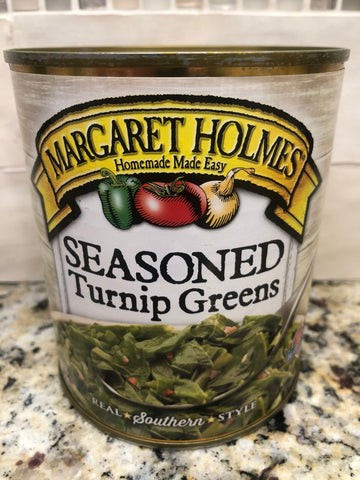 MARGARET HOLMES
Homemade Made Easy
SEASONED
Turnip Greens
REAL ★ Southern ★ STYLE